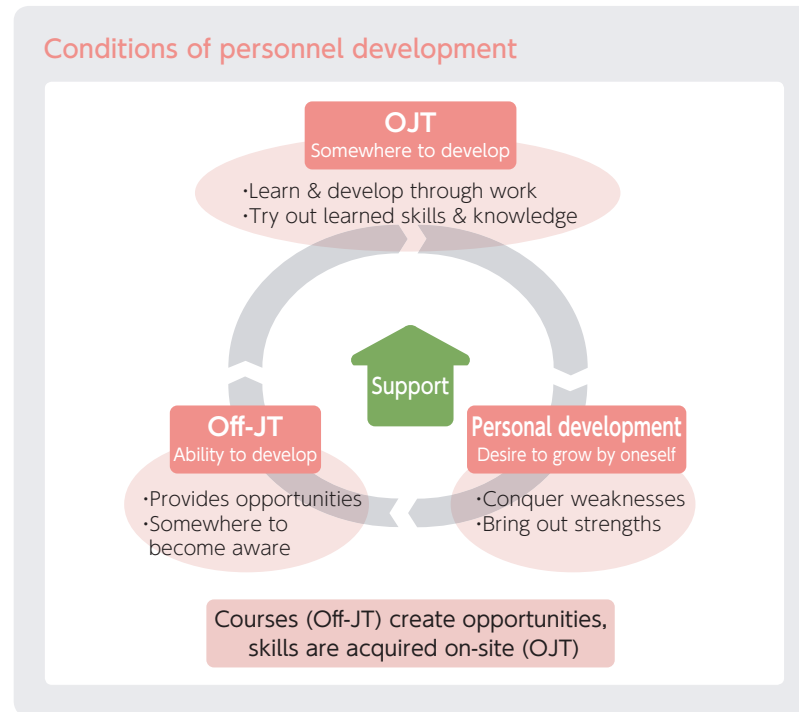 Conditions of personnel development
OJT
Somewhere to develop
・Learn & develop through work
・Try out learned skills & knowledge
Support
Off-JT
Ability to develop
・Provides opportunities
・Somewhere to
become aware
Personal development
Desire to grow by oneself
・Conquer weaknesses
・Bring out strengths
Courses (Off-JT) create opportunities,
skills are acquired on-site (OJT)